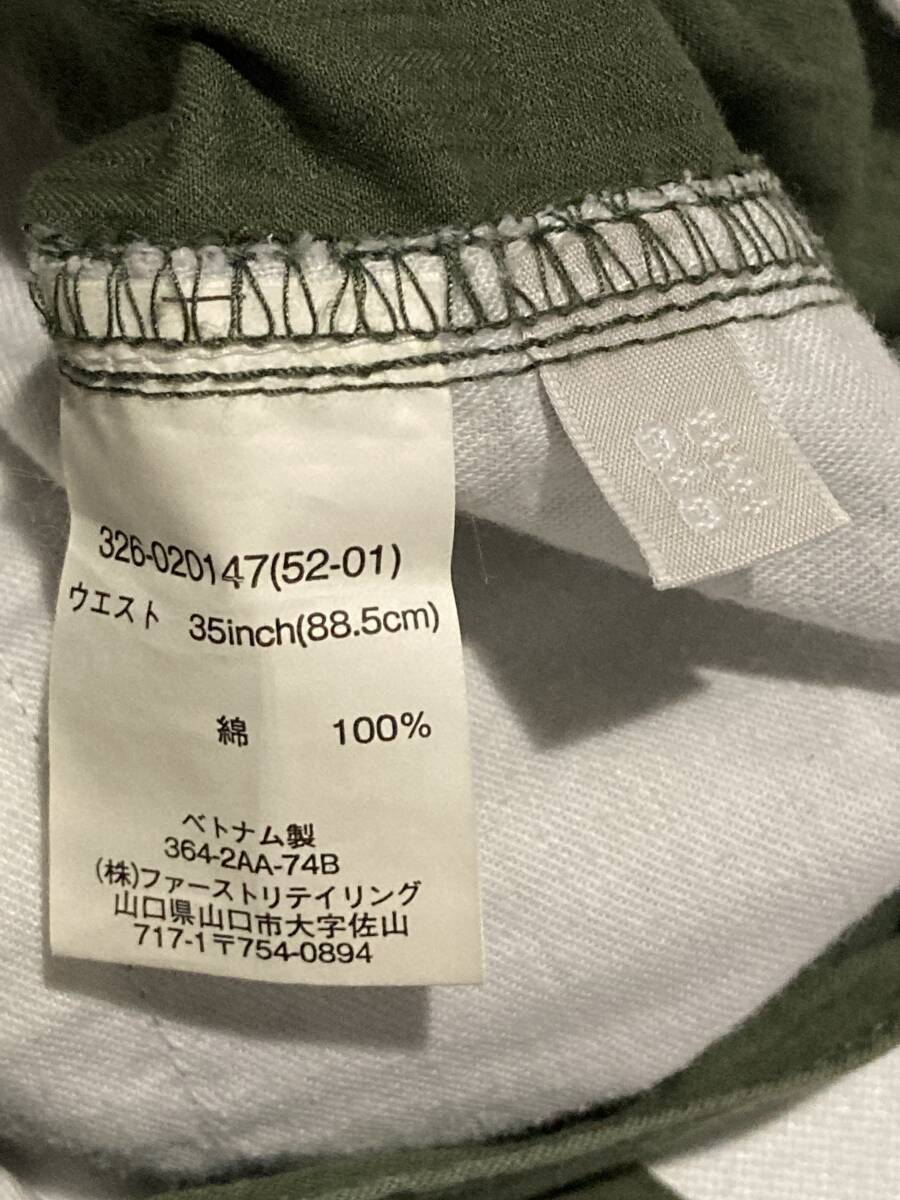 326-020147(52-01)
ウエスト 35inch(88.5cm)
綿 100%
ベトナム製
364-2AA-74B
(株)ファーストリテイリング
山口県山口市大字佐山
717-1〒754-0894